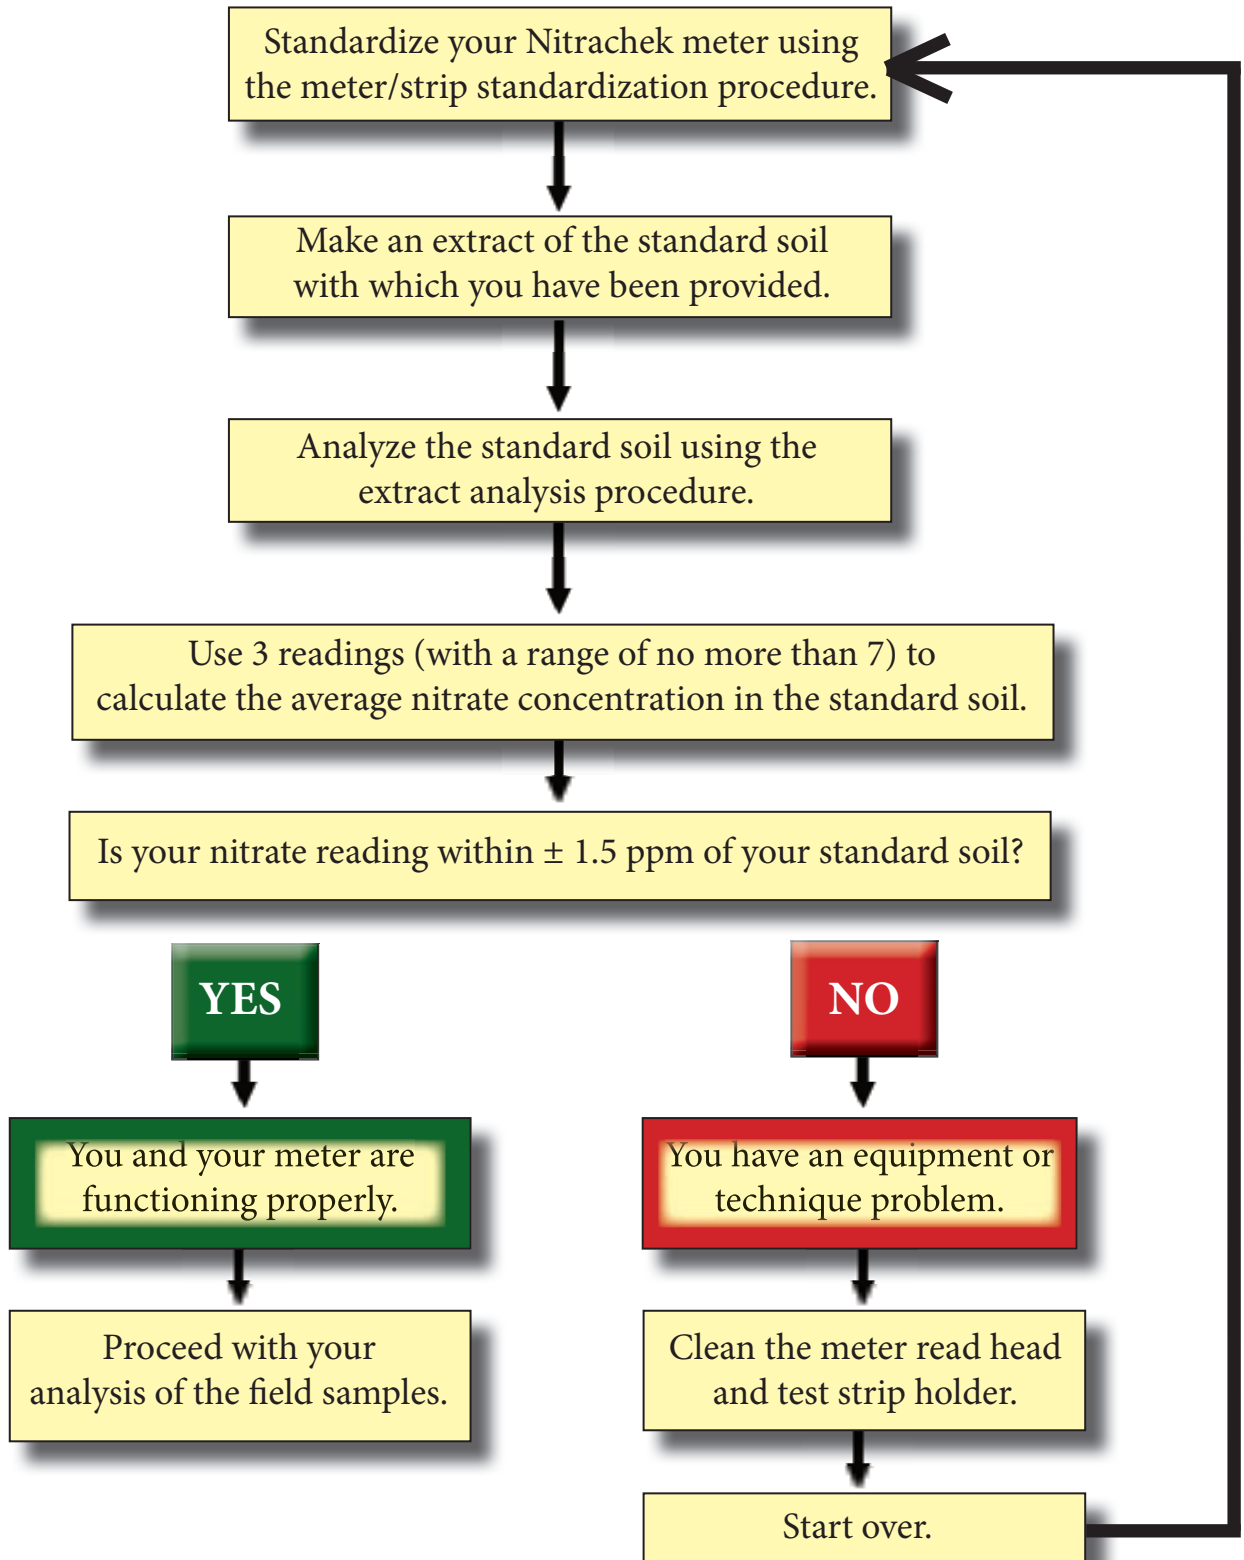 Standardize your Nitrachek meter using
the meter/strip standardization procedure.
Make an extract of the standard soil
with which you have been provided.
Analyze the standard soil using the
extract analysis procedure.
Use 3 readings (with a range of no more than 7) to
calculate the average nitrate concentration in the standard soil.
Is your nitrate reading within ± 1.5 ppm of your standard soil?
YES
NO
You and your meter are
functioning properly.
You have an equipment or
technique problem.
Proceed with your
analysis of the field samples.
Clean the meter read head
and test strip holder.
Start over.